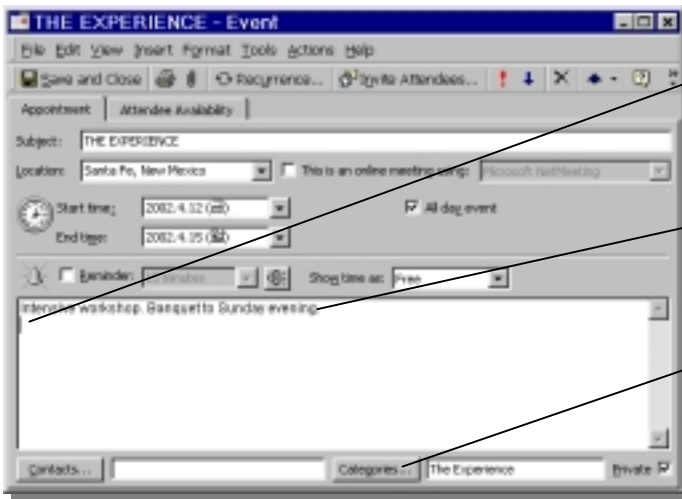 THE EXPERIENCE - Event
File Edit View Insert Format Tools Actions Help
Save and Close Recurrence... Invite Attendees...
Appointment Attendee Availability
Subject: THE EXPERIENCE
Location: Santa Fe, New Mexico This is an online meeting using: Microsoft NetMeeting
Start time: 2002.4.12 All day event
End time: 2002.4.15
Reminder: minutes Show time as: Free
Intensive workshop. Banquet to Sunday evening
Contacts... Categories... The Experience Private